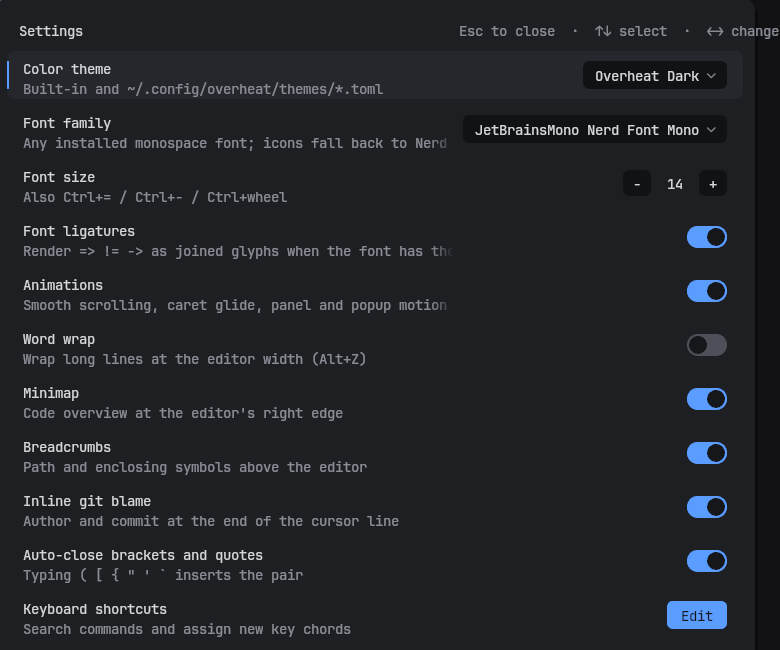 Settings
Esc to close · ↑↓ select · ↔ change
Color theme
Built-in and ~/.config/overheat/themes/*.toml
Overheat Dark
Font family
Any installed monospace font; icons fall back to Nerd
JetBrainsMono Nerd Font Mono
Font size
Also Ctrl+= / Ctrl+- / Ctrl+wheel
- 14 +
Font ligatures
Render => != -> as joined glyphs when the font has the
Animations
Smooth scrolling, caret glide, panel and popup motion
Word wrap
Wrap long lines at the editor width (Alt+Z)
Minimap
Code overview at the editor's right edge
Breadcrumbs
Path and enclosing symbols above the editor
Inline git blame
Author and commit at the end of the cursor line
Auto-close brackets and quotes
Typing ( [ { " ' ` inserts the pair
Keyboard shortcuts
Search commands and assign new key chords
Edit